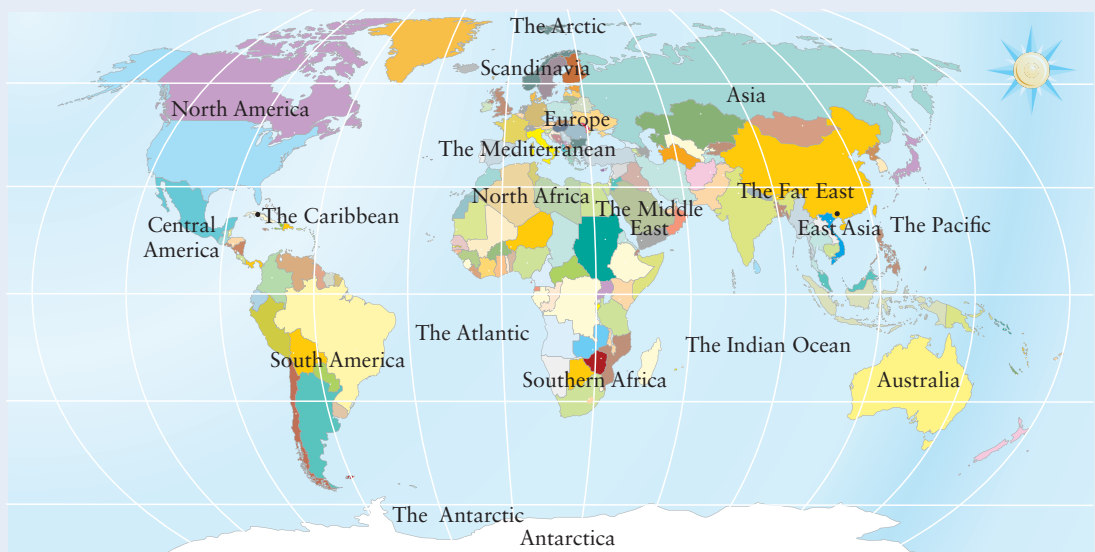 The Arctic
Scandinavia
North America
Asia
Europe
The Mediterranean
North Africa
The Far East
The Middle
East
The Caribbean
Central
America
East Asia
The Pacific
The Atlantic
The Indian Ocean
South America
Southern Africa
Australia
The Antarctic
Antarctica